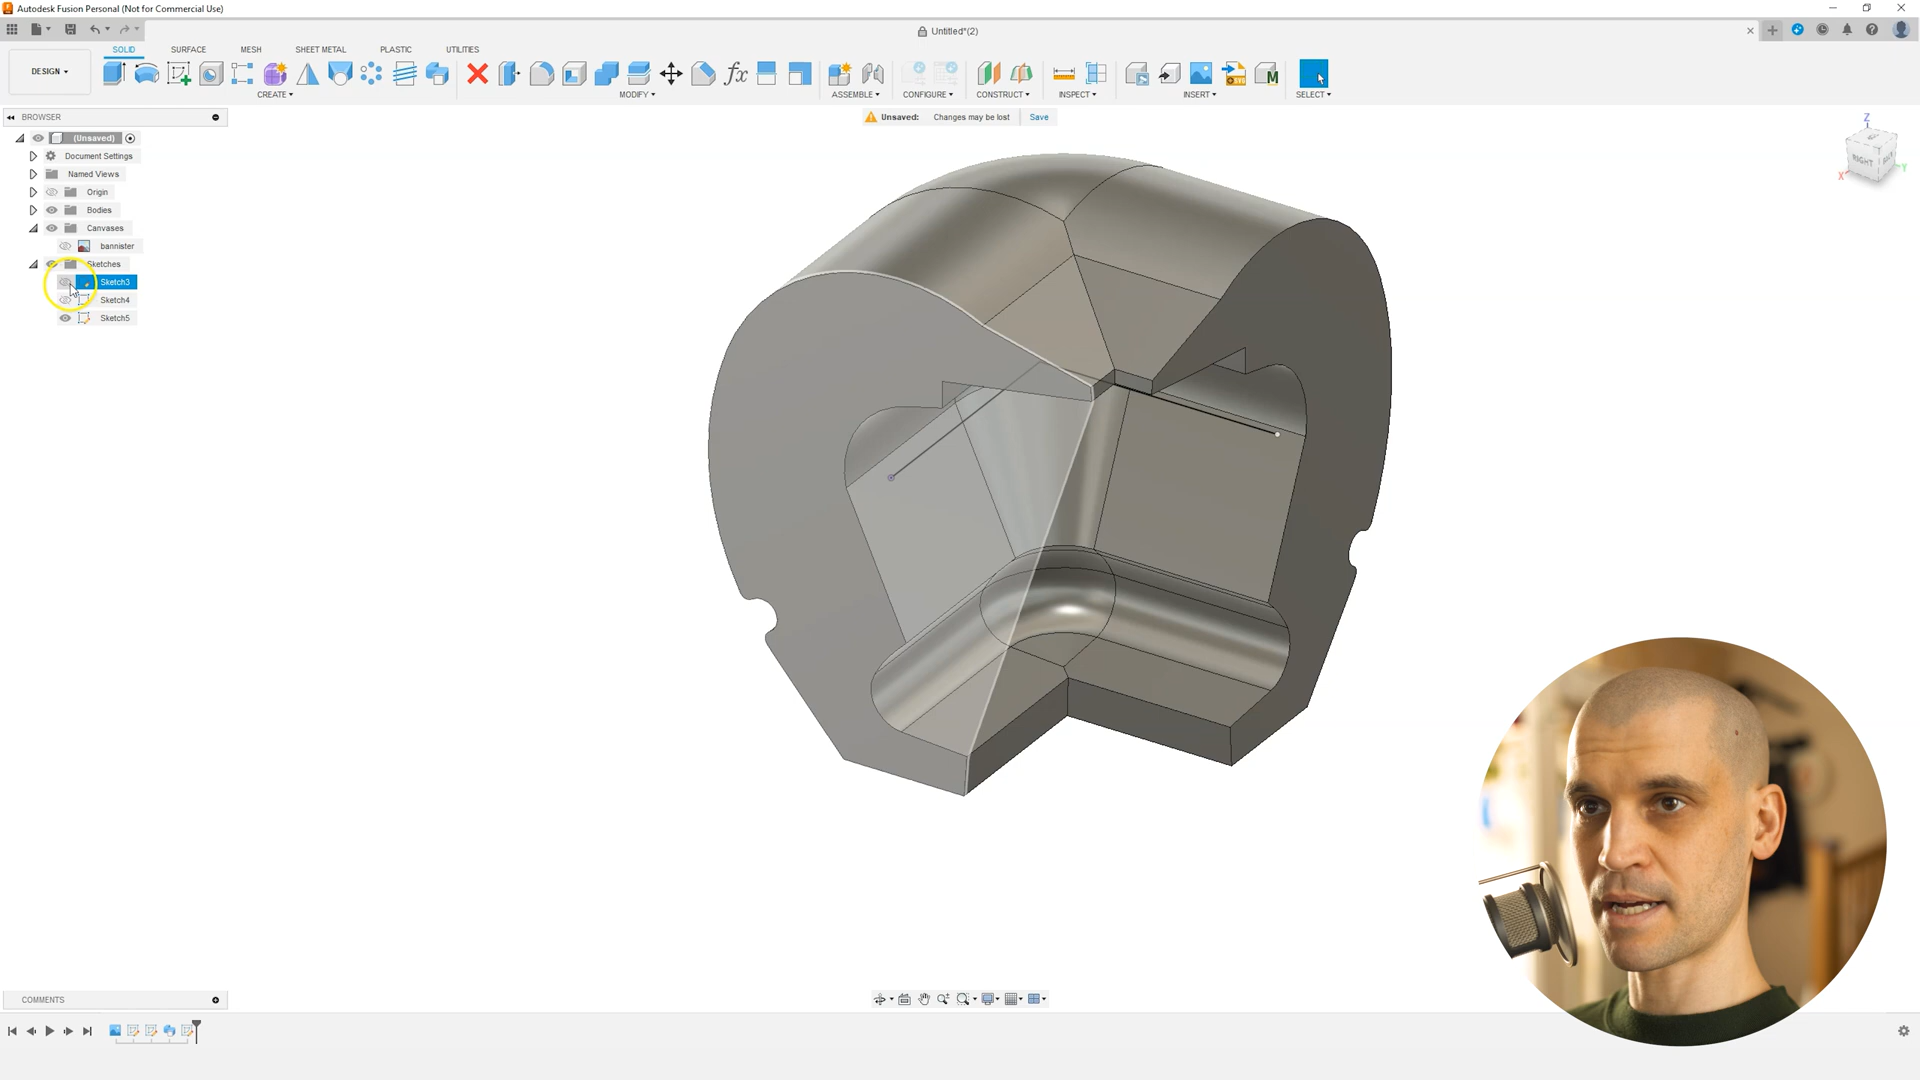 Autodesk Fusion Personal (Not for Commercial Use)
Untitled*(2)
SOLID SURFACE MESH SHEET METAL PLASTIC UTILITIES
DESIGN
CREATE MODIFY ASSEMBLE CONFIGURE CONSTRUCT INSPECT INSERT SELECT
BROWSER
Unsaved: Changes may be lost Save
(Unsaved)
Document Settings
Named Views
Origin
Bodies
Canvases
bannister
Sketches
Sketch3
Sketch4
Sketch5
Z
RIGHT
X
Y
COMMENTS